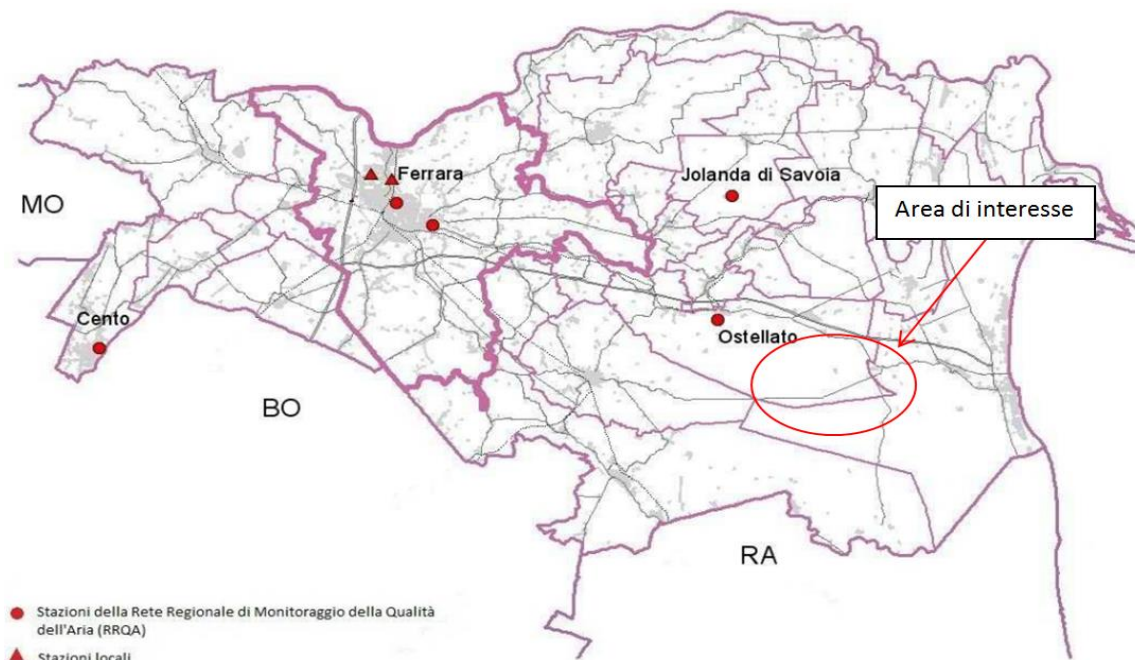 Ferrara
Jolanda di Savoia
MO
Area di interesse
Cento
Ostellato
BO
RA
Stazioni della Rete Regionale di Monitoraggio della Qualità
dell'Aria (RRQA)
Stazioni locali